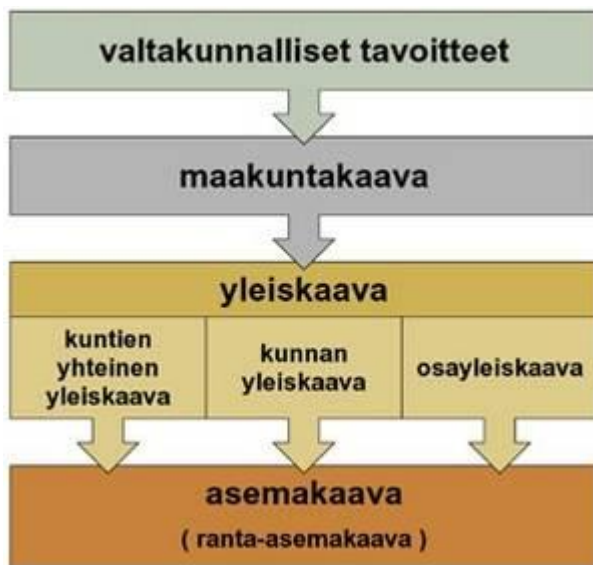 valtakunnalliset tavoitteet
maakuntakaava
yleiskaava
kuntien
yhteinen
yleiskaava
kunnan
yleiskaava
osayleiskaava
asemakaava
( ranta-asemakaava )